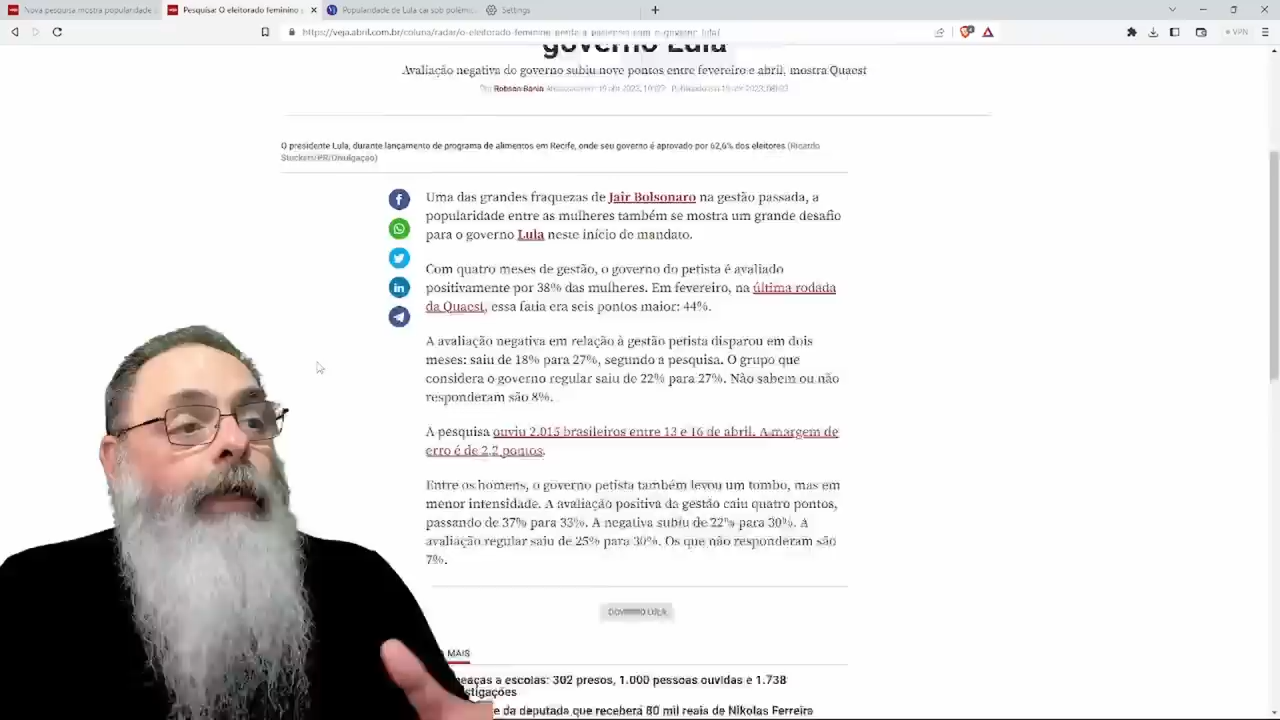 Nova pesquisa mostra popularidade
Pesquisa: O eleitorado feminino
Popularidade de Lula cai sob polêmic
Settings
https://veja.abril.com.br/coluna/radar/o-eleitorado-feminino
VPN
governo Lula
Avaliação negativa do governo subiu nove pontos entre fevereiro e abril, mostra Quaest
Por Robson Bonin
O presidente Lula, durante lançamento de programa de alimentos em Recife, onde seu governo é aprovado por 62,6% dos eleitores (Ricardo
Stuckert/PR/Divulgação)
Uma das grandes fraquezas de Jair Bolsonaro na gestão passada, a
popularidade entre as mulheres também se mostra um grande desafio
para o governo Lula neste início de mandato.
Com quatro meses de gestão, o governo do petista é avaliado
positivamente por 38% das mulheres. Em fevereiro, na última rodada
da Quaest, essa fatia era seis pontos maior: 44%.
A avaliação negativa em relação à gestão petista disparou em dois
meses: saiu de 18% para 27%, segundo a pesquisa. O grupo que
considera o governo regular saiu de 22% para 27%. Não sabem ou não
responderam são 8%.
A pesquisa ouviu 2.015 brasileiros entre 13 e 16 de abril. A margem de
erro é de 2,2 pontos.
Entre os homens, o governo petista também levou um tombo, mas em
menor intensidade. A avaliação positiva da gestão caiu quatro pontos,
passando de 37% para 33%. A negativa subiu de 22% para 30%. A
avaliação regular saiu de 25% para 30%. Os que não responderam são
7%.
GOVERNO LULA
MAIS
eaças a escolas: 302 presos, 1.000 pessoas ouvidas e 1.738
stigações
da deputada que receberá 80 mil reais de Nikolas Ferreira